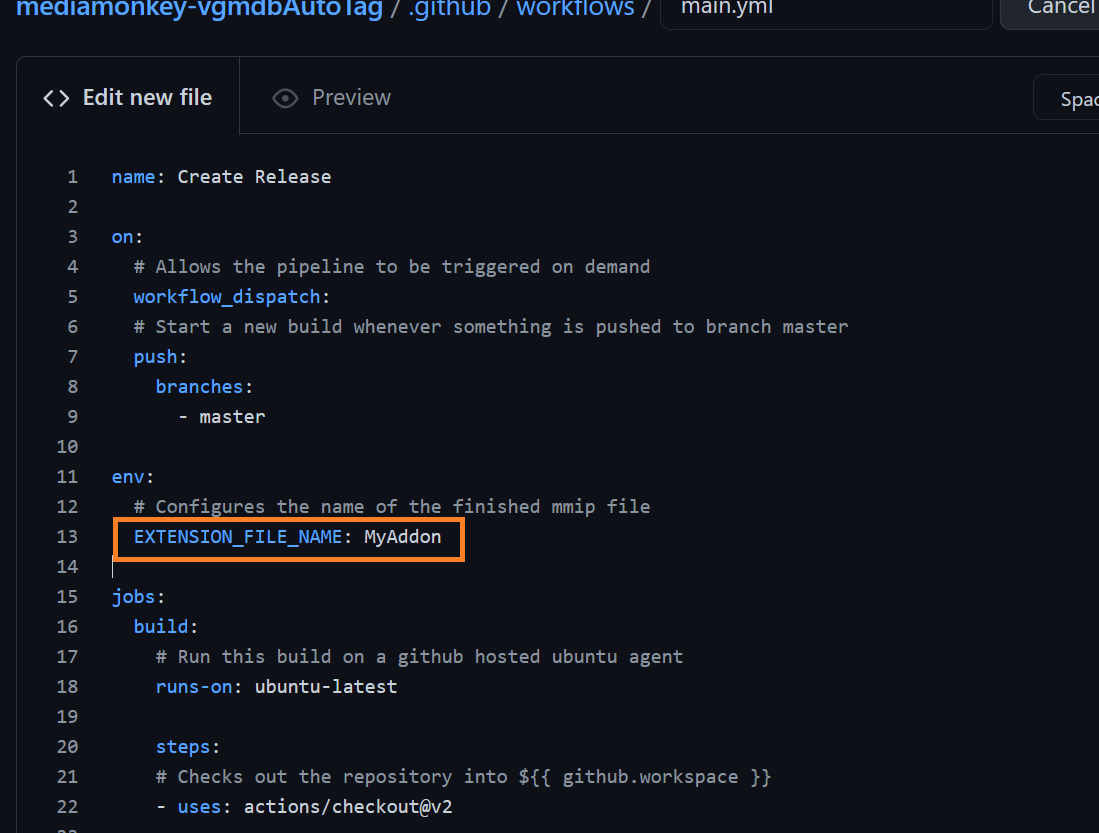 mediamonkey-vgmdbAutoTag / .github / workflows / main.yml Cancel
<> Edit new file Preview Spac
1 name: Create Release
2
3 on:
4 # Allows the pipeline to be triggered on demand
5 workflow_dispatch:
6 # Start a new build whenever something is pushed to branch master
7 push:
8 branches:
9 - master
10
11 env:
12 # Configures the name of the finished mmip file
13 EXTENSION_FILE_NAME: MyAddon
14
15 jobs:
16 build:
17 # Run this build on a github hosted ubuntu agent
18 runs-on: ubuntu-latest
19
20 steps:
21 # Checks out the repository into ${{ github.workspace }}
22 - uses: actions/checkout@v2